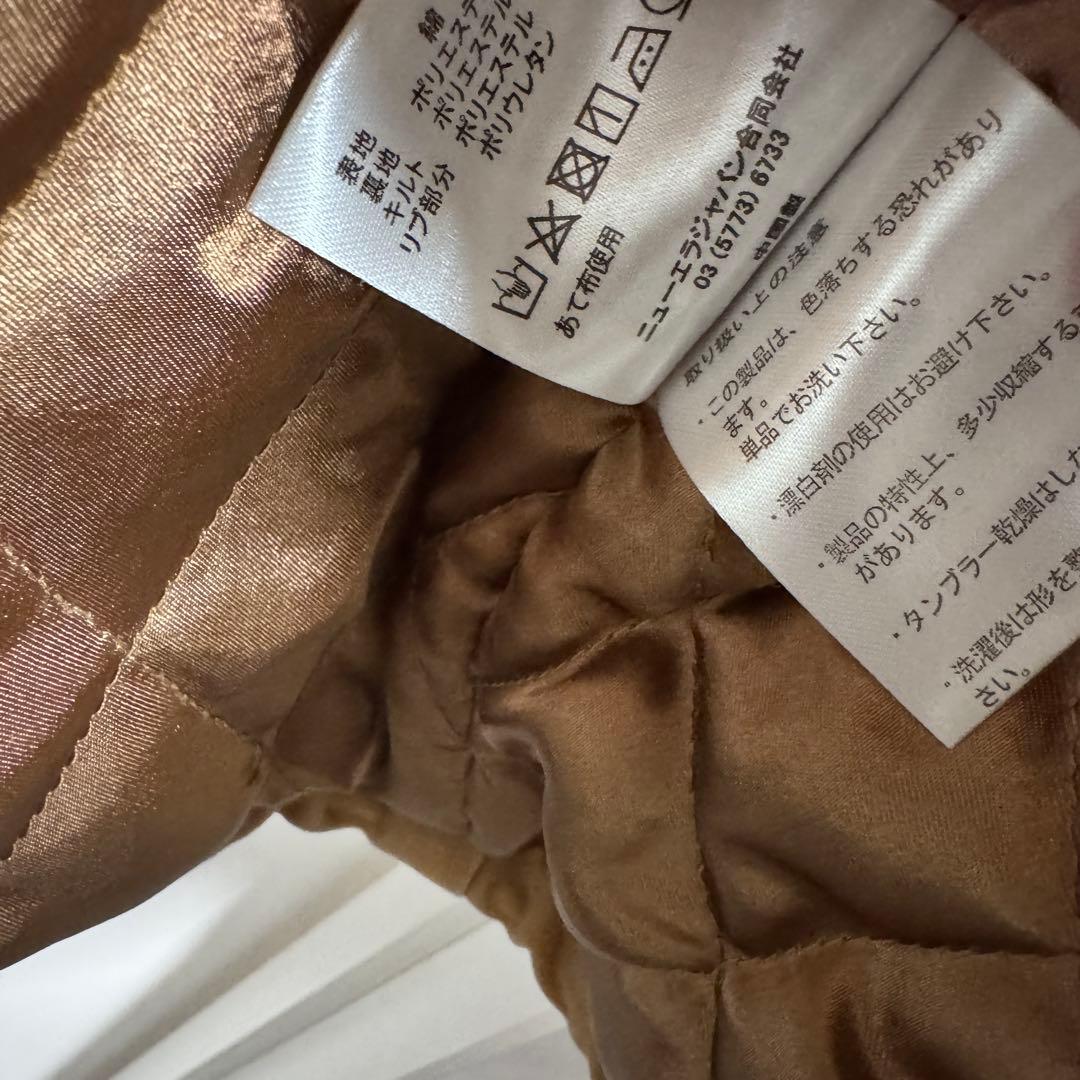 表地
裏地
キルト
リブ部分
綿
ポリエステ
ポリエステル
ポリエステル
ポリウレタン
あて布使用
ニューエラジャパン合同会社
03 (5773) 6733
中国製
取り扱い上の注意
・この製品は、色落ちする恐れがあり
ます。
単品でお洗い下さい。
・漂白剤の使用はお避け下さい。
・製品の特性上、多少収縮する
があります。
・タンブラー乾燥はし
・洗濯後は形を整
さい。